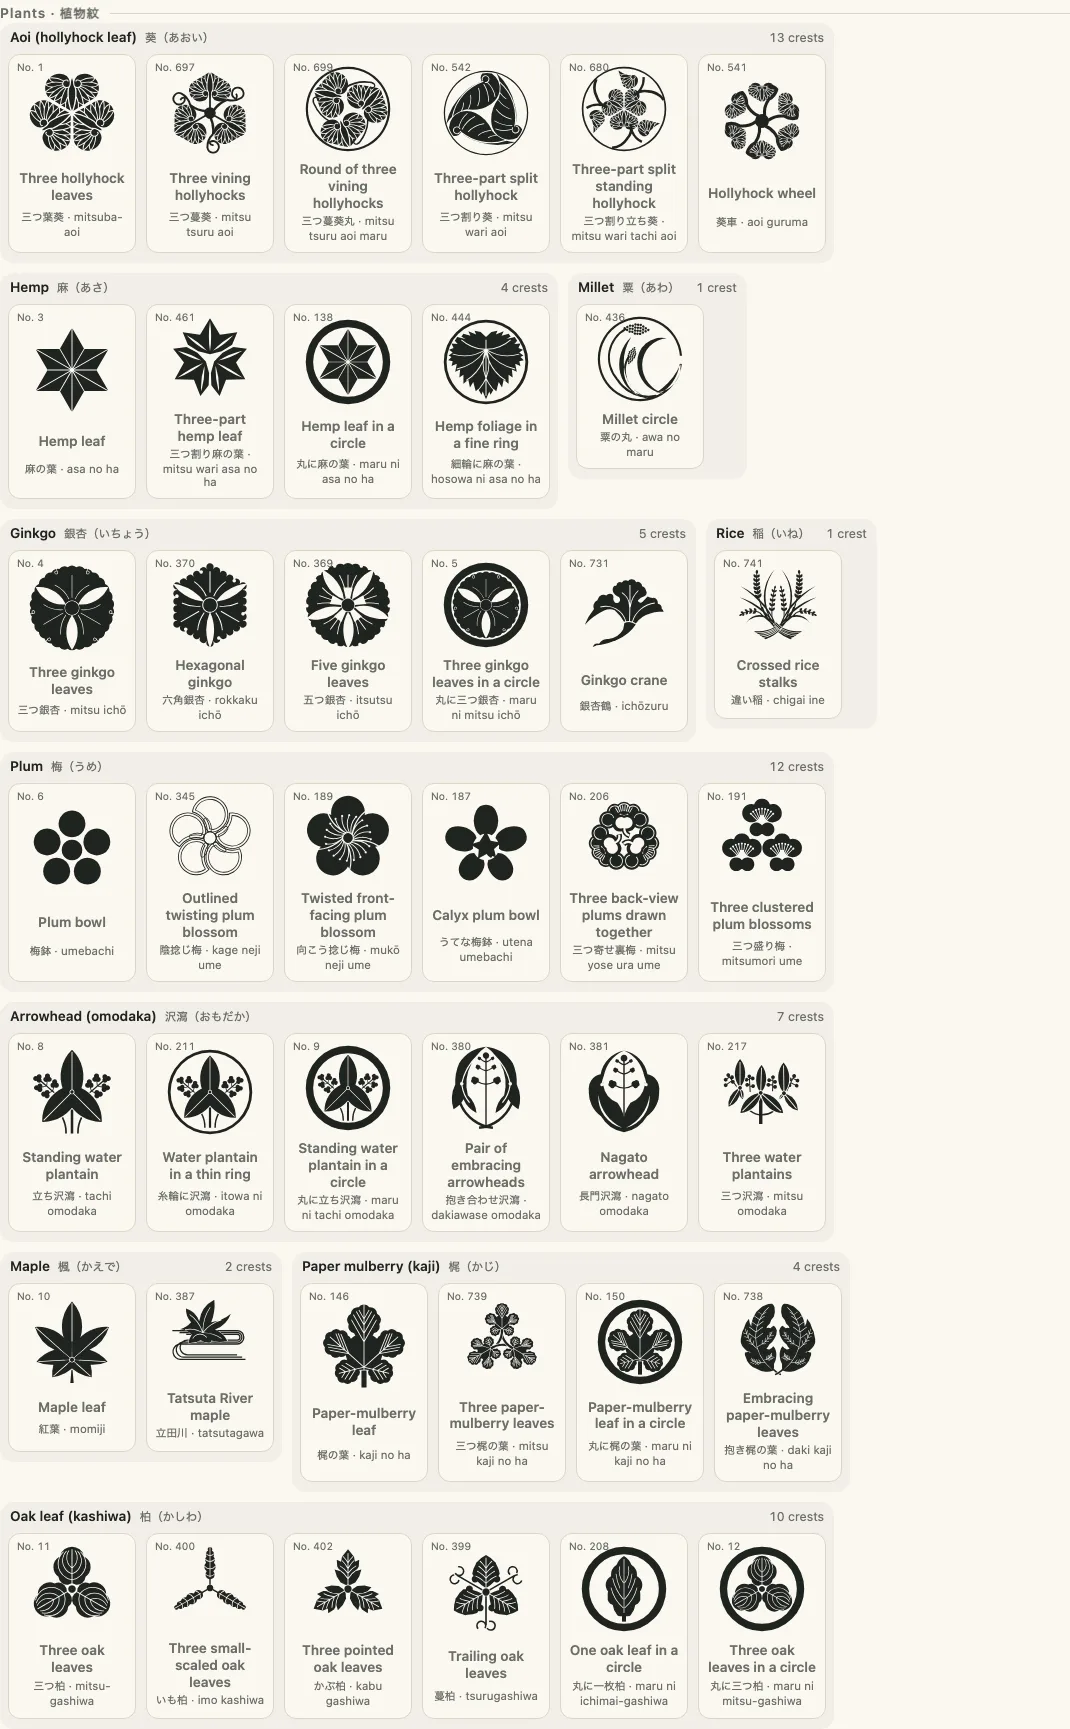 Plants · 植物紋
Aoi (hollyhock leaf) 葵（あおい） 13 crests
No. 1
Three hollyhock
leaves
三つ葉葵 · mitsuba-
aoi
No. 697
Three vining
hollyhocks
三つ蔓葵 · mitsu
tsuru aoi
No. 699
Round of three
vining
hollyhocks
三つ蔓葵丸 · mitsu
tsuru aoi maru
No. 542
Three-part split
hollyhock
三つ割り葵 · mitsu
wari aoi
No. 680
Three-part split
standing
hollyhock
三つ割り立ち葵 ·
mitsu wari tachi aoi
No. 541
Hollyhock wheel
葵車 · aoi guruma
Hemp 麻（あさ） 4 crests
No. 3
Hemp leaf
麻の葉 · asa no ha
No. 461
Three-part
hemp leaf
三つ割り麻の葉 ·
mitsu wari asa no
ha
No. 138
Hemp leaf in a
circle
丸に麻の葉 · maru ni
asa no ha
No. 444
Hemp foliage in
a fine ring
細輪に麻の葉 ·
hosowa ni asa no ha
Millet 粟（あわ） 1 crest
No. 436
Millet circle
粟の丸 · awa no
maru
Ginkgo 銀杏（いちょう） 5 crests
No. 4
Three ginkgo
leaves
三つ銀杏 · mitsu ichō
No. 370
Hexagonal
ginkgo
六角銀杏 · rokkaku
ichō
No. 369
Five ginkgo
leaves
五つ銀杏 · itsutsu
ichō
No. 5
Three ginkgo
leaves in a circle
丸に三つ銀杏 · maru
ni mitsu ichō
No. 731
Ginkgo crane
銀杏鶴 · ichōzuru
Rice 稲（いね） 1 crest
No. 741
Crossed rice
stalks
違い稲 · chigai ine
Plum 梅（うめ） 12 crests
No. 6
Plum bowl
梅鉢 · umebachi
No. 345
Outlined
twisting plum
blossom
陰捻じ梅 · kage neji
ume
No. 189
Twisted front-
facing plum
blossom
向こう捻じ梅 · mukō
neji ume
No. 187
Calyx plum bowl
うてな梅鉢 · utena
umebachi
No. 206
Three back-view
plums drawn
together
三つ寄せ裏梅 · mitsu
yose ura ume
No. 191
Three clustered
plum blossoms
三つ盛り梅 ·
mitsumori ume
Arrowhead (omodaka) 沢瀉（おもだか） 7 crests
No. 8
Standing water
plantain
立ち沢瀉 · tachi
omodaka
No. 211
Water plantain
in a thin ring
糸輪に沢瀉 · itowa ni
omodaka
No. 9
Standing water
plantain in a
circle
丸に立ち沢瀉 · maru
ni tachi omodaka
No. 380
Pair of
embracing
arrowheads
抱き合わせ沢瀉 ·
dakiawase omodaka
No. 381
Nagato
arrowhead
長門沢瀉 · nagato
omodaka
No. 217
Three water
plantains
三つ沢瀉 · mitsu
omodaka
Maple 楓（かえで） 2 crests
No. 10
Maple leaf
紅葉 · momiji
No. 387
Tatsuta River
maple
立田川 · tatsutagawa
Paper mulberry (kaji) 梶（かじ） 4 crests
No. 146
Paper-mulberry
leaf
梶の葉 · kaji no ha
No. 739
Three paper-
mulberry leaves
三つ梶の葉 · mitsu
kaji no ha
No. 150
Paper-mulberry
leaf in a circle
丸に梶の葉 · maru ni
kaji no ha
No. 738
Embracing
paper-mulberry
leaves
抱き梶の葉 · daki kaji
no ha
Oak leaf (kashiwa) 柏（かしわ） 10 crests
No. 11
Three oak
leaves
三つ柏 · mitsu-
gashiwa
No. 400
Three small-
scaled oak
leaves
いも柏 · imo kashiwa
No. 402
Three pointed
oak leaves
かぶ柏 · kabu
gashiwa
No. 399
Trailing oak
leaves
蔓柏 · tsurugashiwa
No. 208
One oak leaf in a
circle
丸に一枚柏 · maru ni
ichimai-gashiwa
No. 12
Three oak
leaves in a circle
丸に三つ柏 · maru ni
mitsu-gashiwa